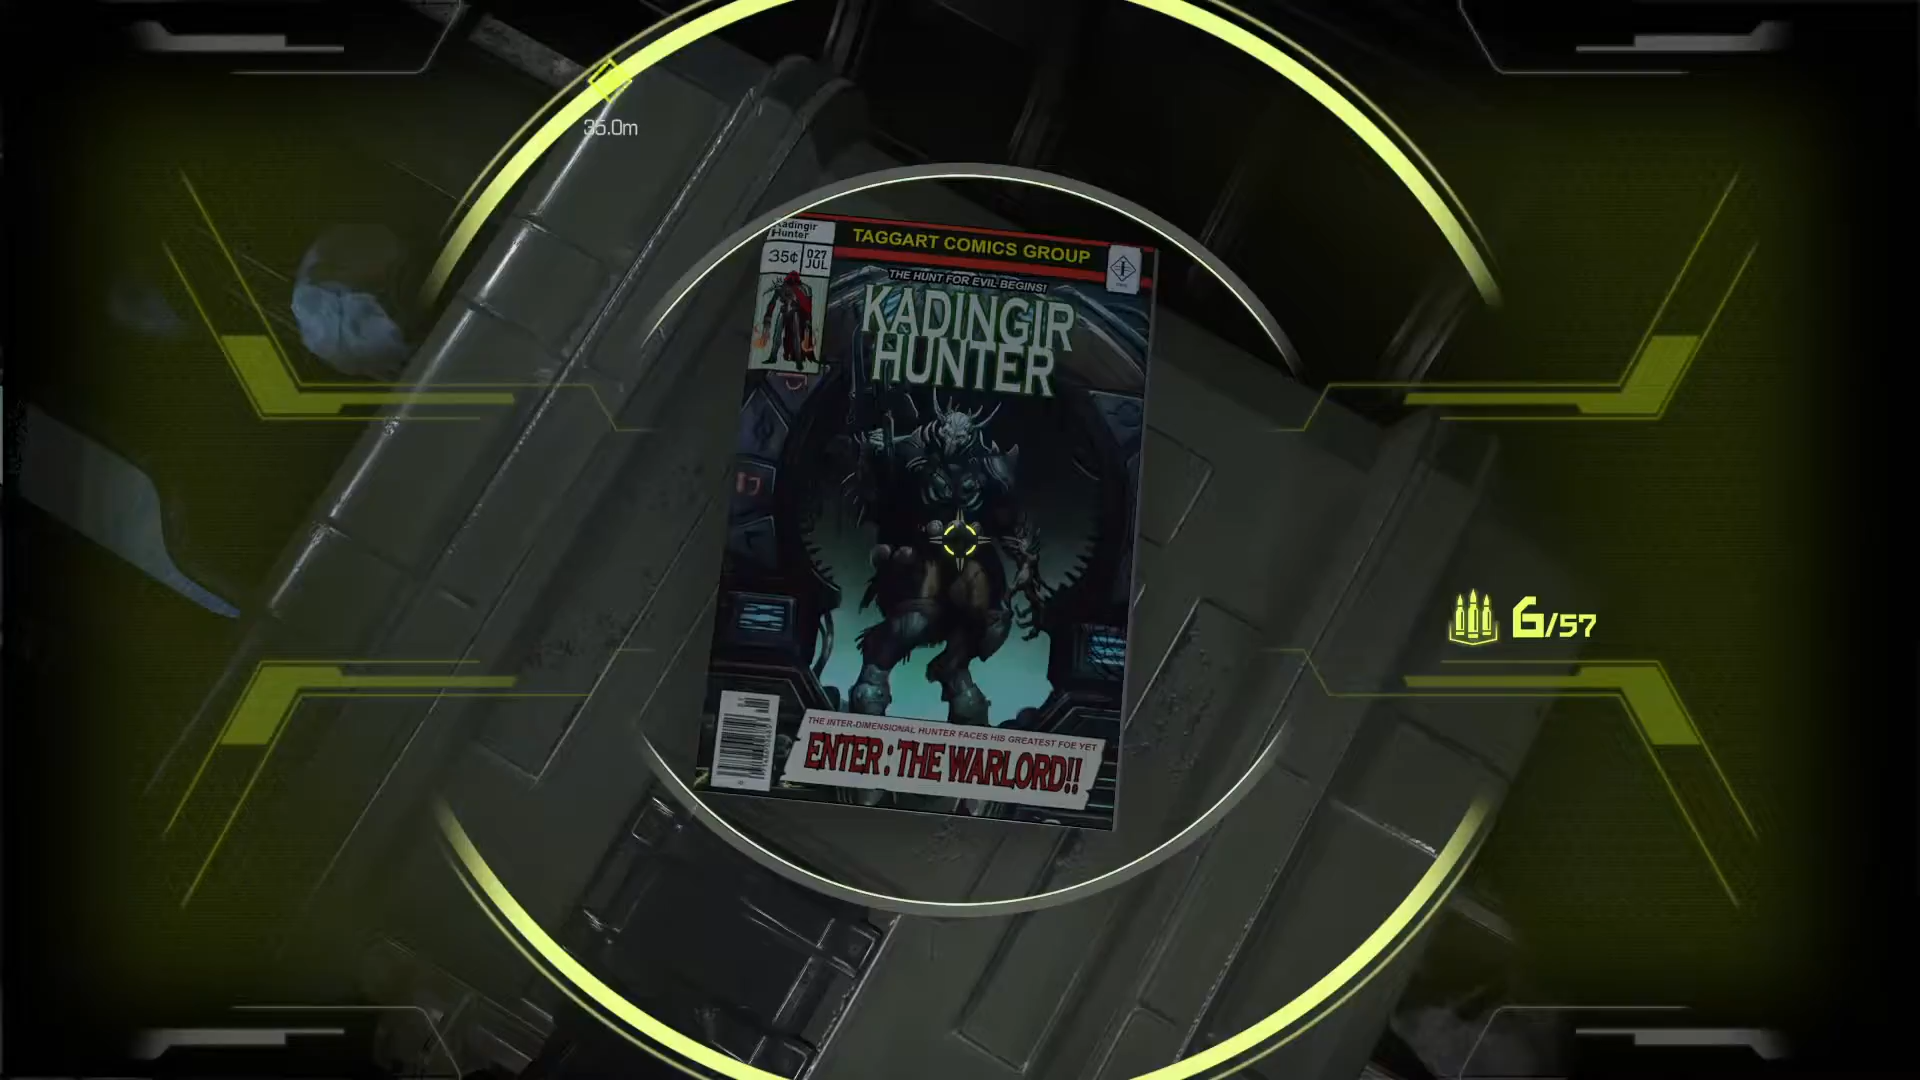 35.0m
Kadingir
Hunter
35¢
027
JUL
TAGGART COMICS GROUP
THE HUNT FOR EVIL BEGINS!
KADINGIR
HUNTER
6/57
THE INTER-DIMENSIONAL HUNTER FACES HIS GREATEST FOE YET
ENTER: THE WARLORD!!